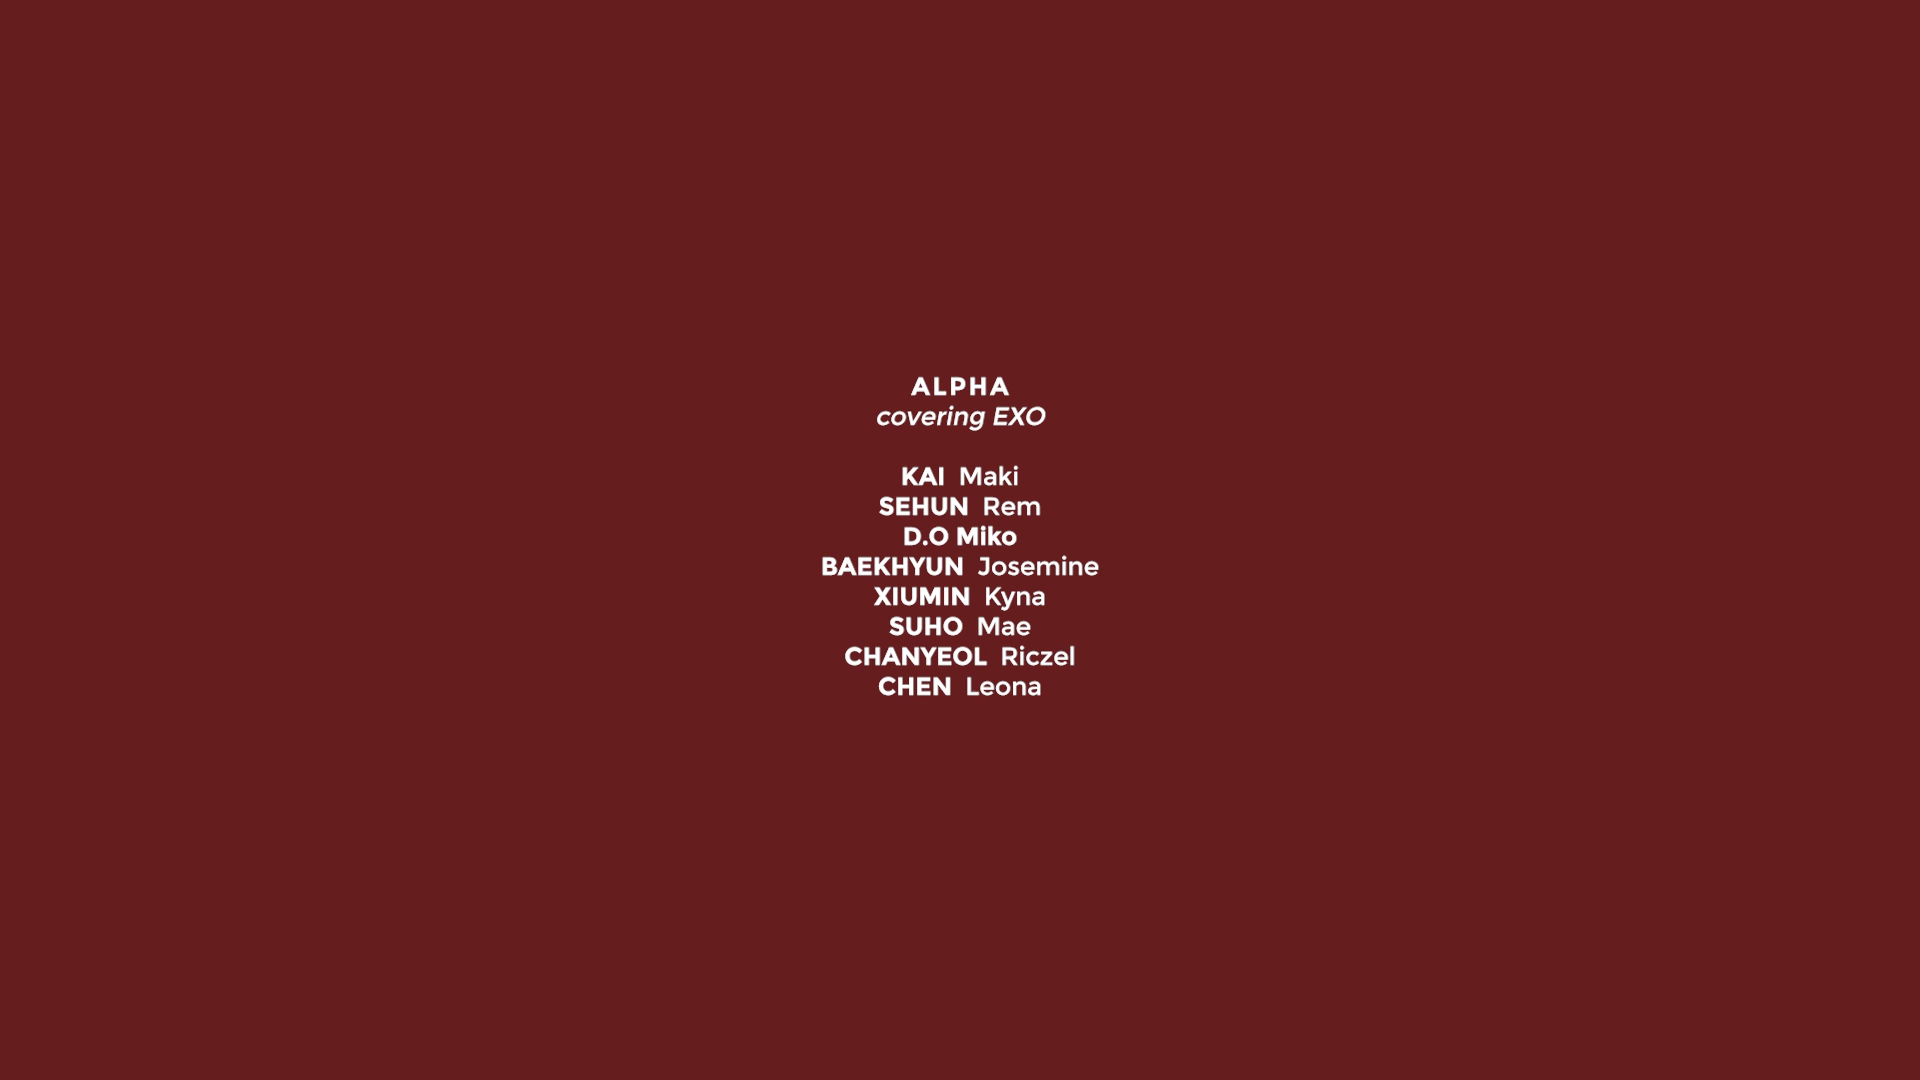 ALPHA
covering EXO
KAI Maki
SEHUN Rem
D.O Miko
BAEKHYUN Josemine
XIUMIN Kyna
SUHO Mae
CHANYEOL Riczel
CHEN Leona